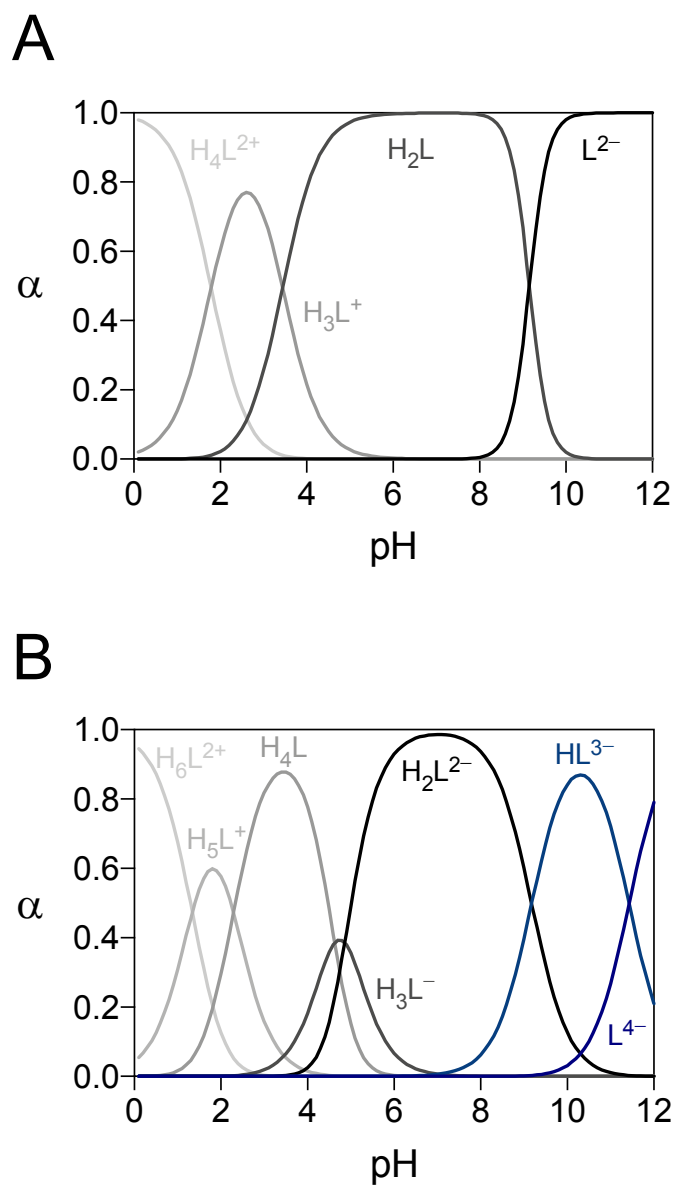 A
1.0
0.8
0.6
0.4
0.2
0.0
α
H₄L²⁺
H₂L
L²⁻
H₃L⁺
0 2 4 6 8 10 12
pH
B
1.0
0.8
0.6
0.4
0.2
0.0
α
H₆L²⁺
H₄L
HL³⁻
H₂L²⁻
H₅L⁺
H₃L⁻
L⁴⁻
0 2 4 6 8 10 12
pH